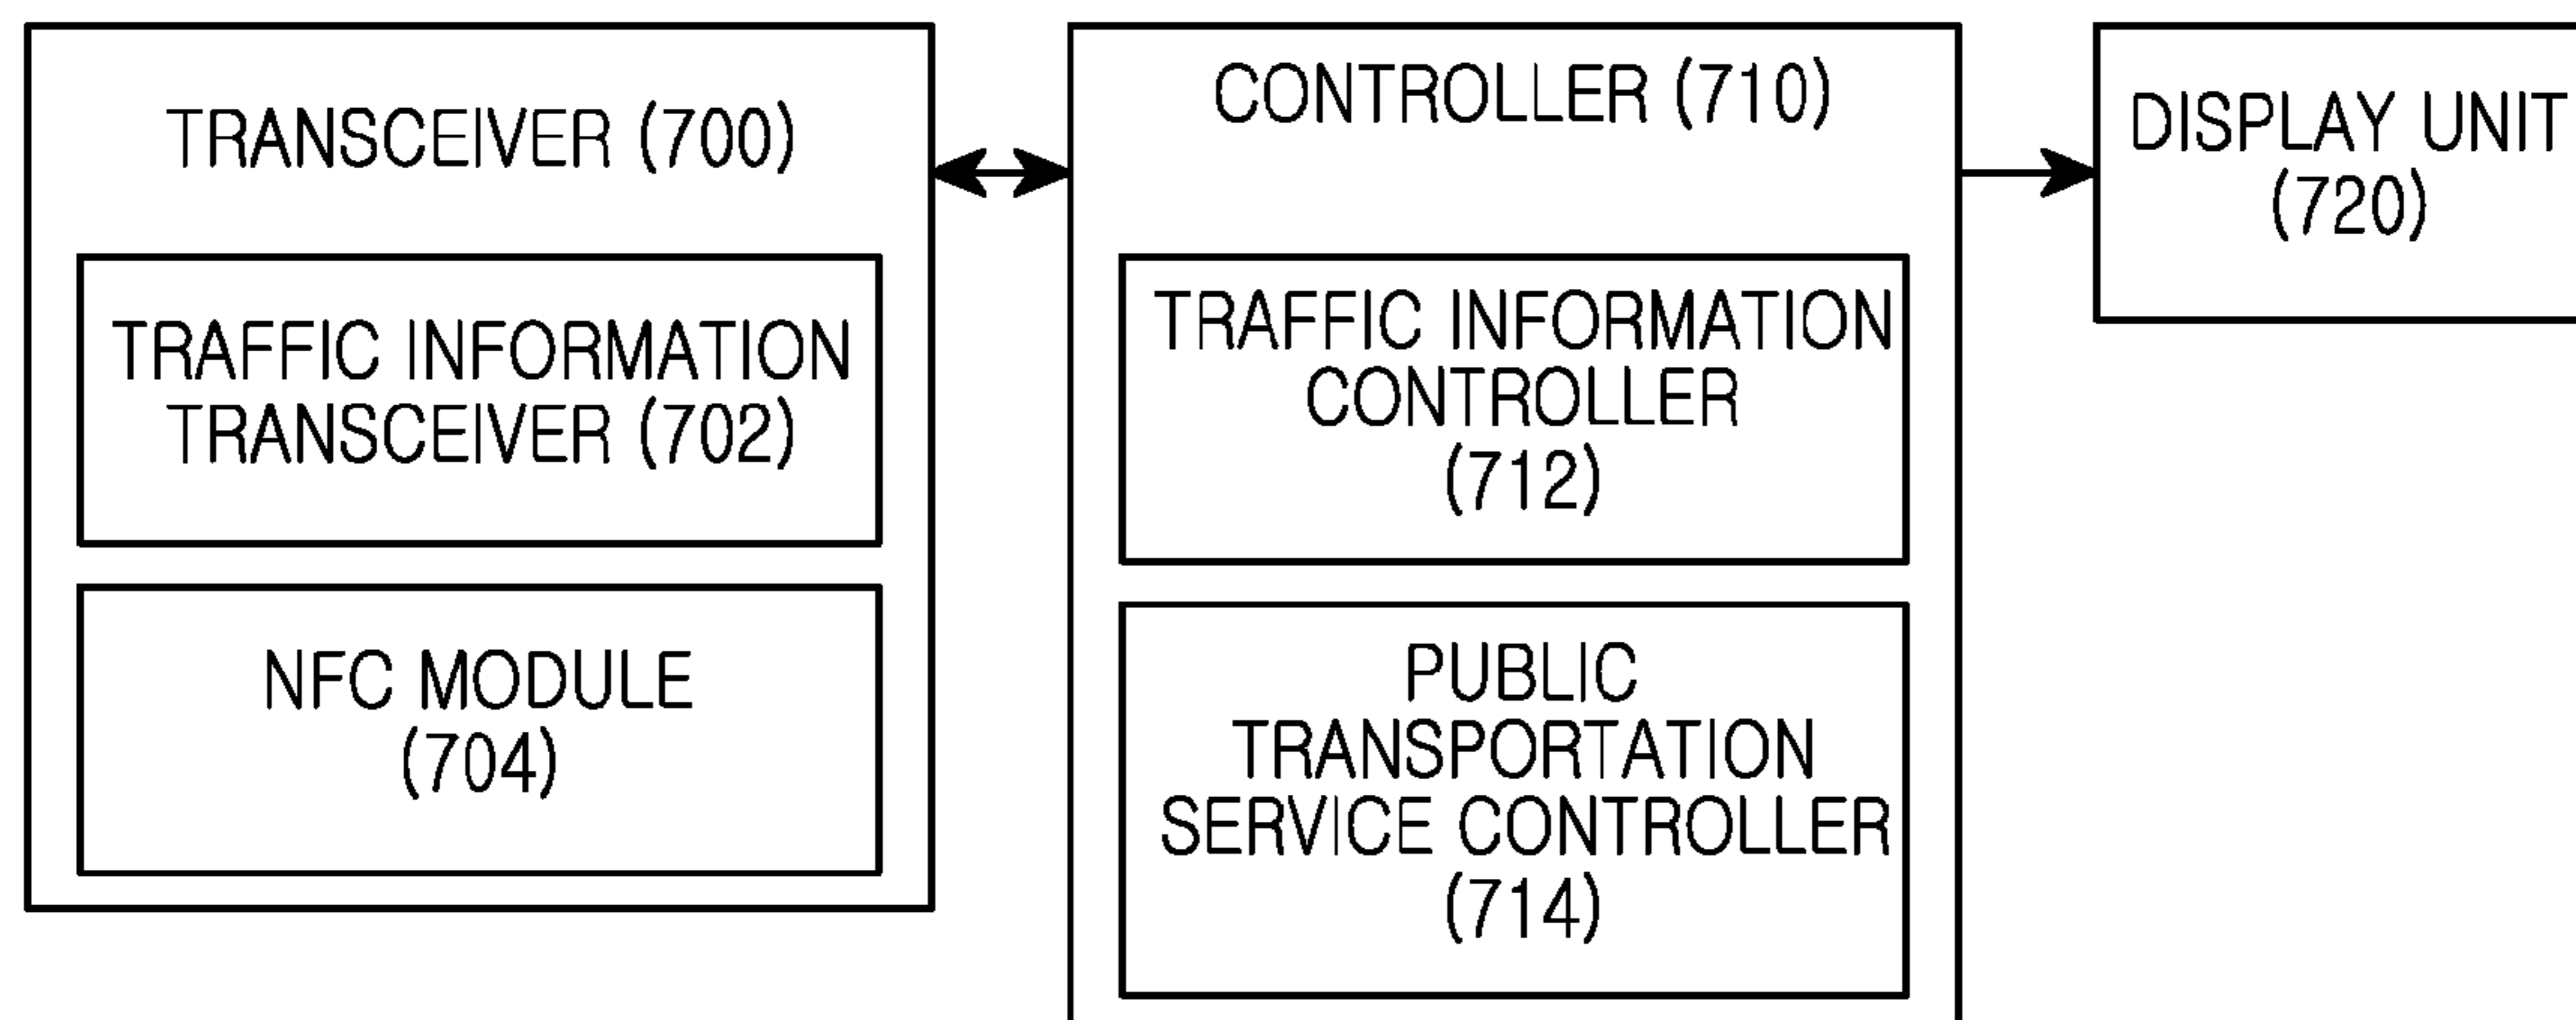 TRANSCEIVER (700)
TRAFFIC INFORMATION
TRANSCEIVER (702)
NFC MODULE
(704)
CONTROLLER (710)
TRAFFIC INFORMATION
CONTROLLER
(712)
PUBLIC
TRANSPORTATION
SERVICE CONTROLLER
(714)
DISPLAY UNIT
(720)